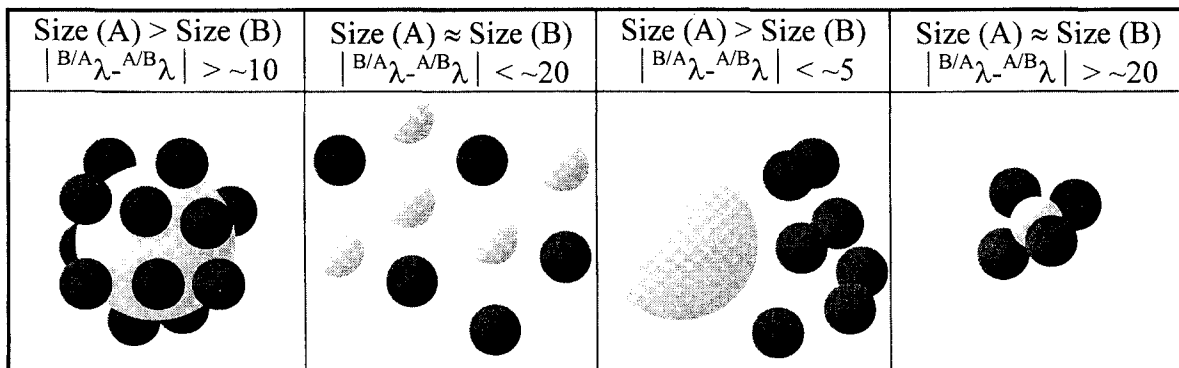 Size (A) > Size (B)
| ᴮ/ᴬλ-ᴬ/ᴮλ | > ~10
Size (A) ≈ Size (B)
| ᴮ/ᴬλ-ᴬ/ᴮλ | < ~20
Size (A) > Size (B)
| ᴮ/ᴬλ-ᴬ/ᴮλ | < ~5
Size (A) ≈ Size (B)
| ᴮ/ᴬλ-ᴬ/ᴮλ | > ~20